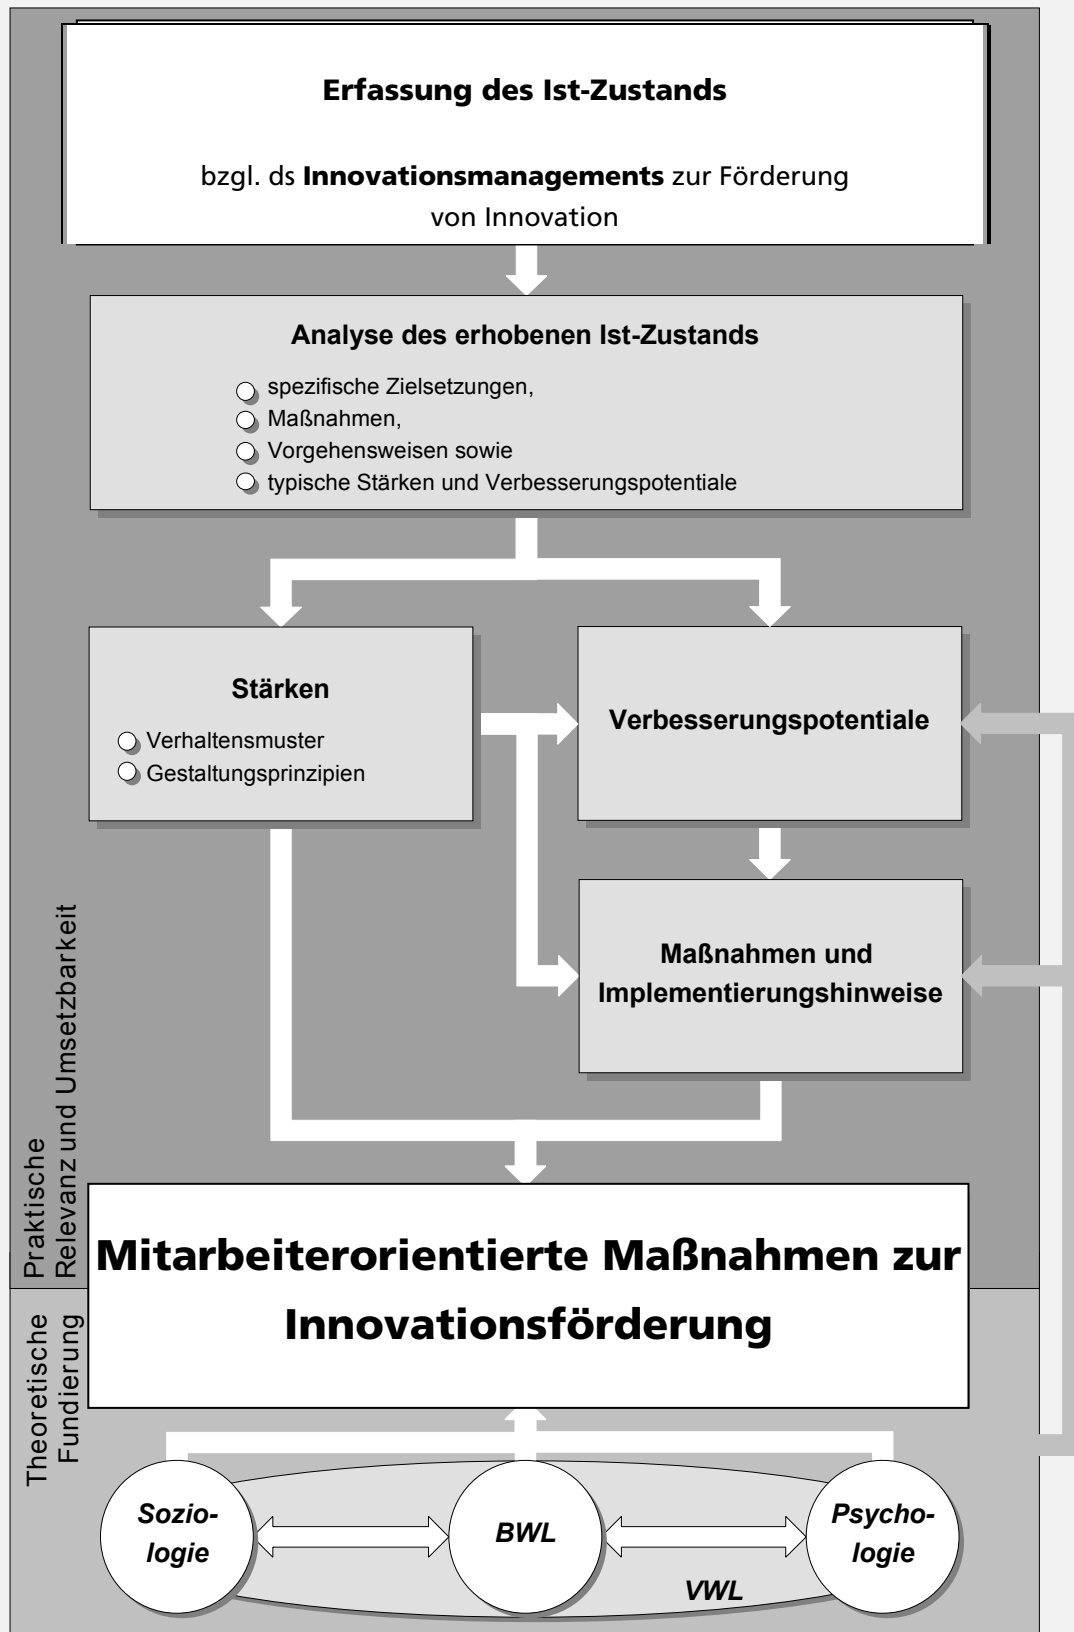 Erfassung des Ist-Zustands
bzgl. ds Innovationsmanagements zur Förderung
von Innovation
Analyse des erhobenen Ist-Zustands
spezifische Zielsetzungen,
Maßnahmen,
Vorgehensweisen sowie
typische Stärken und Verbesserungspotentiale
Stärken
Verhaltensmuster
Gestaltungsprinzipien
Verbesserungspotentiale
Maßnahmen und
Implementierungshinweise
Praktische
Relevanz und Umsetzbarkeit
Mitarbeiterorientierte Maßnahmen zur
Innovationsförderung
Theoretische
Fundierung
Sozio-
logie
BWL
Psycho-
logie
VWL